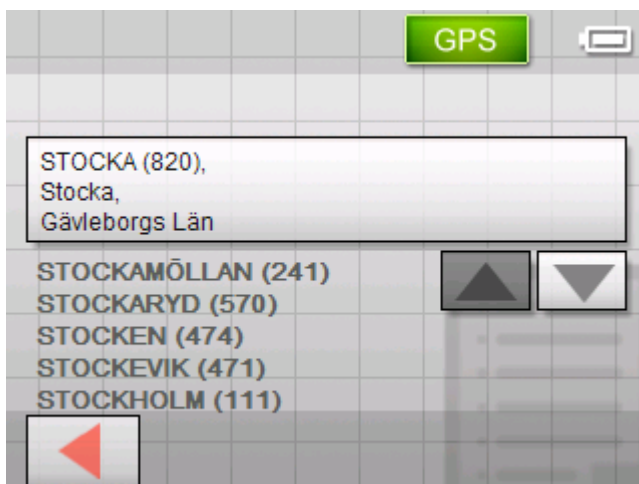 GPS
STOCKA (820),
Stocka,
Gävleborgs Län
STOCKAMÖLLAN (241)
STOCKARYD (570)
STOCKEN (474)
STOCKEVIK (471)
STOCKHOLM (111)